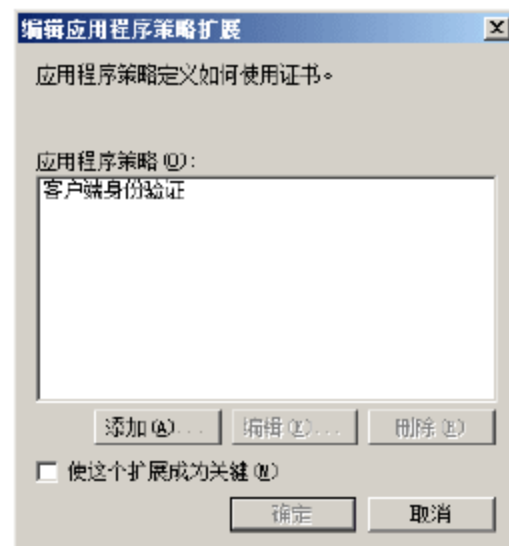 编辑应用程序策略扩展
应用程序策略定义如何使用证书。
应用程序策略(O):
客户端身份验证
添加(A)...
编辑(E)...
删除(R)
使这个扩展成为关键(M)
确定
取消